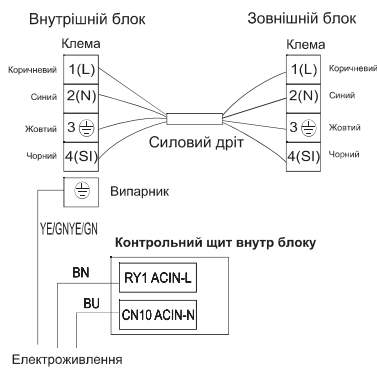 Внутрішній блок
Зовнішній блок
Клема
Клема
Коричневий
1(L)
1(L)
Коричневий
Синий
2(N)
2(N)
Синий
Жовтий
3
3
Жовтий
Силовий дріт
Чорний
4(SI)
4(SI)
Чорний
Випарник
YE/GNYE/GN
Контрольний щит внутр блоку
BN
RY1 ACIN-L
BU
CN10 ACIN-N
Електроживлення